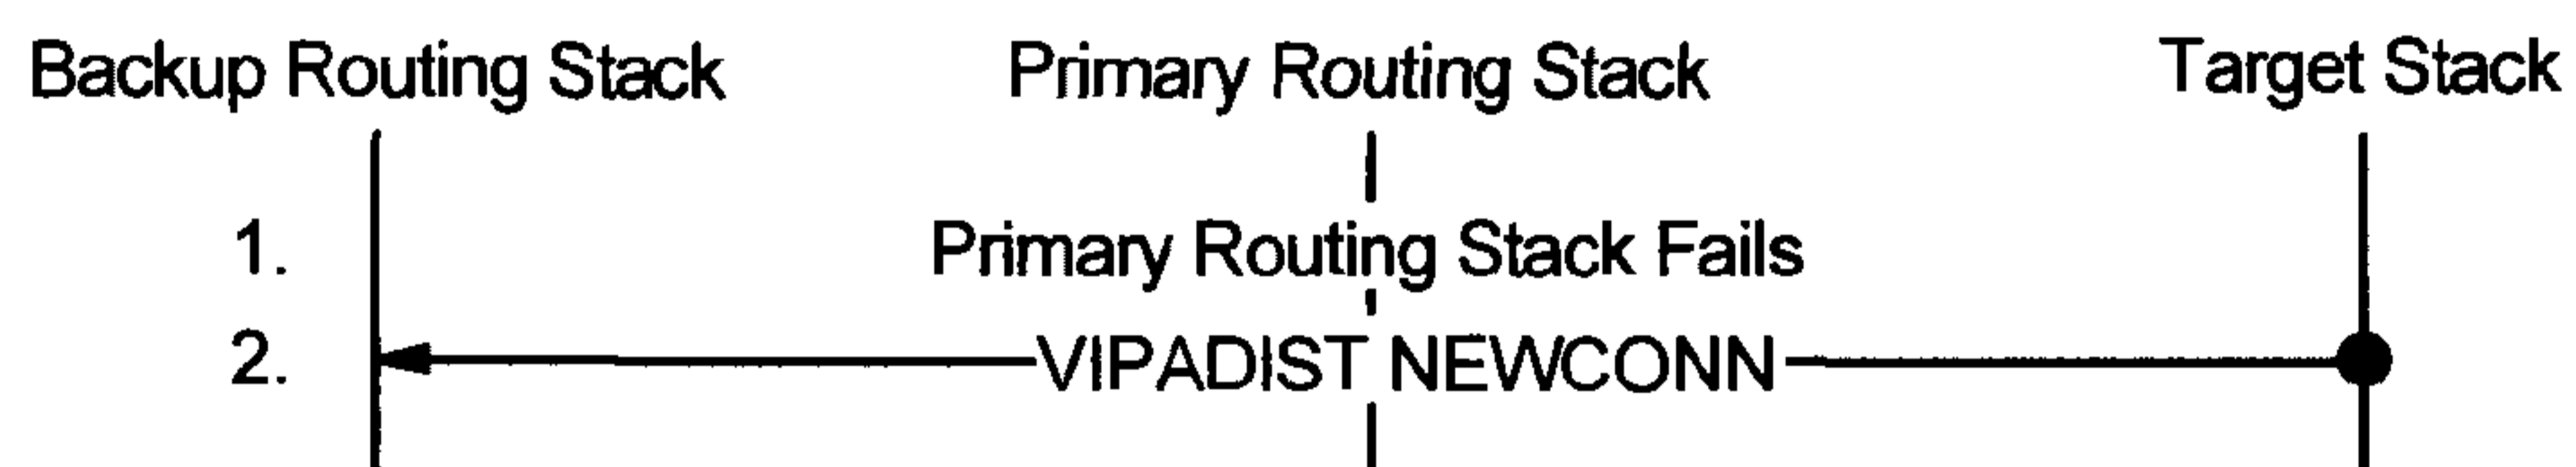 Backup Routing Stack Primary Routing Stack Target Stack
1. Primary Routing Stack Fails
2. VIPADIST NEWCONN